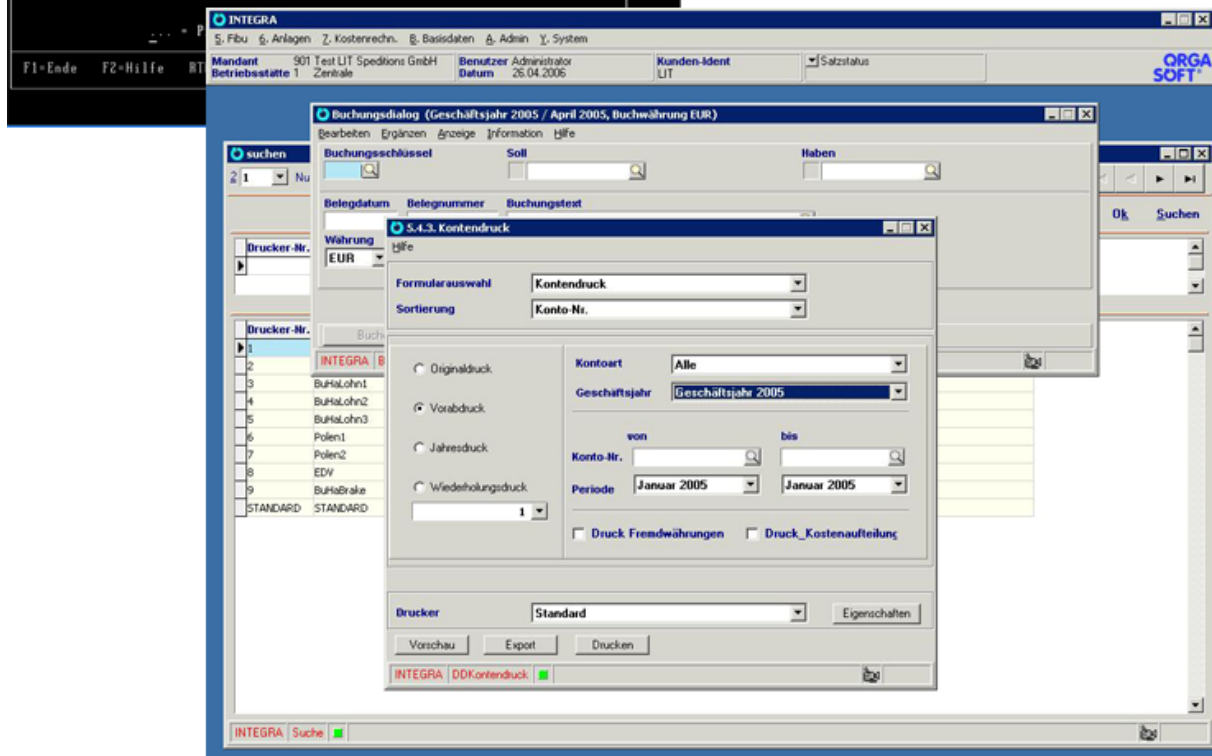 ... = P
F1=Ende F2=Hilfe RT
INTEGRA
5. Fibu 6. Anlagen 7. Kostenrechn. B. Basisdaten A. Admin Y. System
Mandant 901 Test LIT Speditions GmbH Benutzer Administrator Kunden-Ident Satzstatus
Betriebsstätte 1 Zentrale Datum 26.04.2006 LIT
ORGA
SOFT
Buchungsdialog (Geschäftsjahr 2005 / April 2005, Buchwährung EUR)
Bearbeiten Ergänzen Anzeige Information Hilfe
suchen
Buchungsschlüssel Soll Haben
2 1 Nu
Belegdatum Belegnummer Buchungstext
Ok Suchen
5.4.3. Kontendruck
Hilfe
Währung
EUR
Drucker-Nr.
Formularauswahl Kontendruck
Sortierung Konto-Nr.
Drucker-Nr.
Buch
INTEGRA B
1
2
3 BuHaLohn1
4 BuHaLohn2
5 BuHaLohn3
6 Polen1
7 Polen2
8 EDV
9 BuHaBrake
STANDARD STANDARD
Originaldruck
Vorabdruck
Jahresdruck
Wiederholungsdruck
1
Kontoart Alle
Geschäftsjahr Geschäftsjahr 2005
von bis
Konto-Nr.
Periode Januar 2005 Januar 2005
Druck Fremdwährungen Druck_Kostenaufteilung
Drucker Standard Eigenschaften
Vorschau Export Drucken
INTEGRA DDKontendruck
INTEGRA Suche